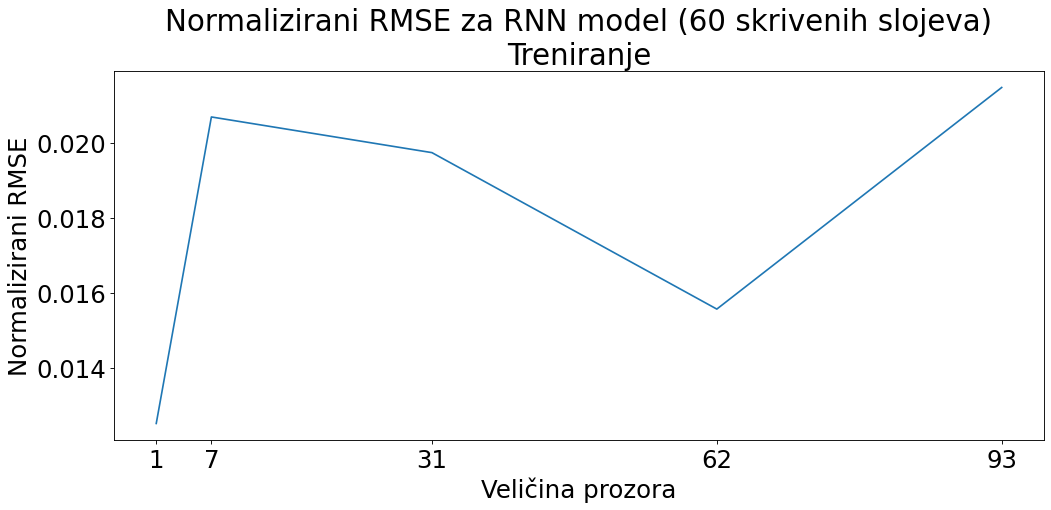 Normalizirani RMSE za RNN model (60 skrivenih slojeva)
Treniranje
Normalizirani RMSE
0.020
0.018
0.016
0.014
1 7 31 62 93
Veličina prozora